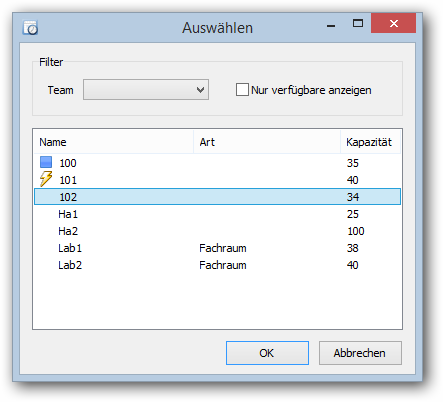 Auswählen
Filter
Team
Nur verfügbare anzeigen
Name Art Kapazität
100 35
101 40
102 34
Ha1 25
Ha2 100
Lab1 Fachraum 38
Lab2 Fachraum 40
OK Abbrechen